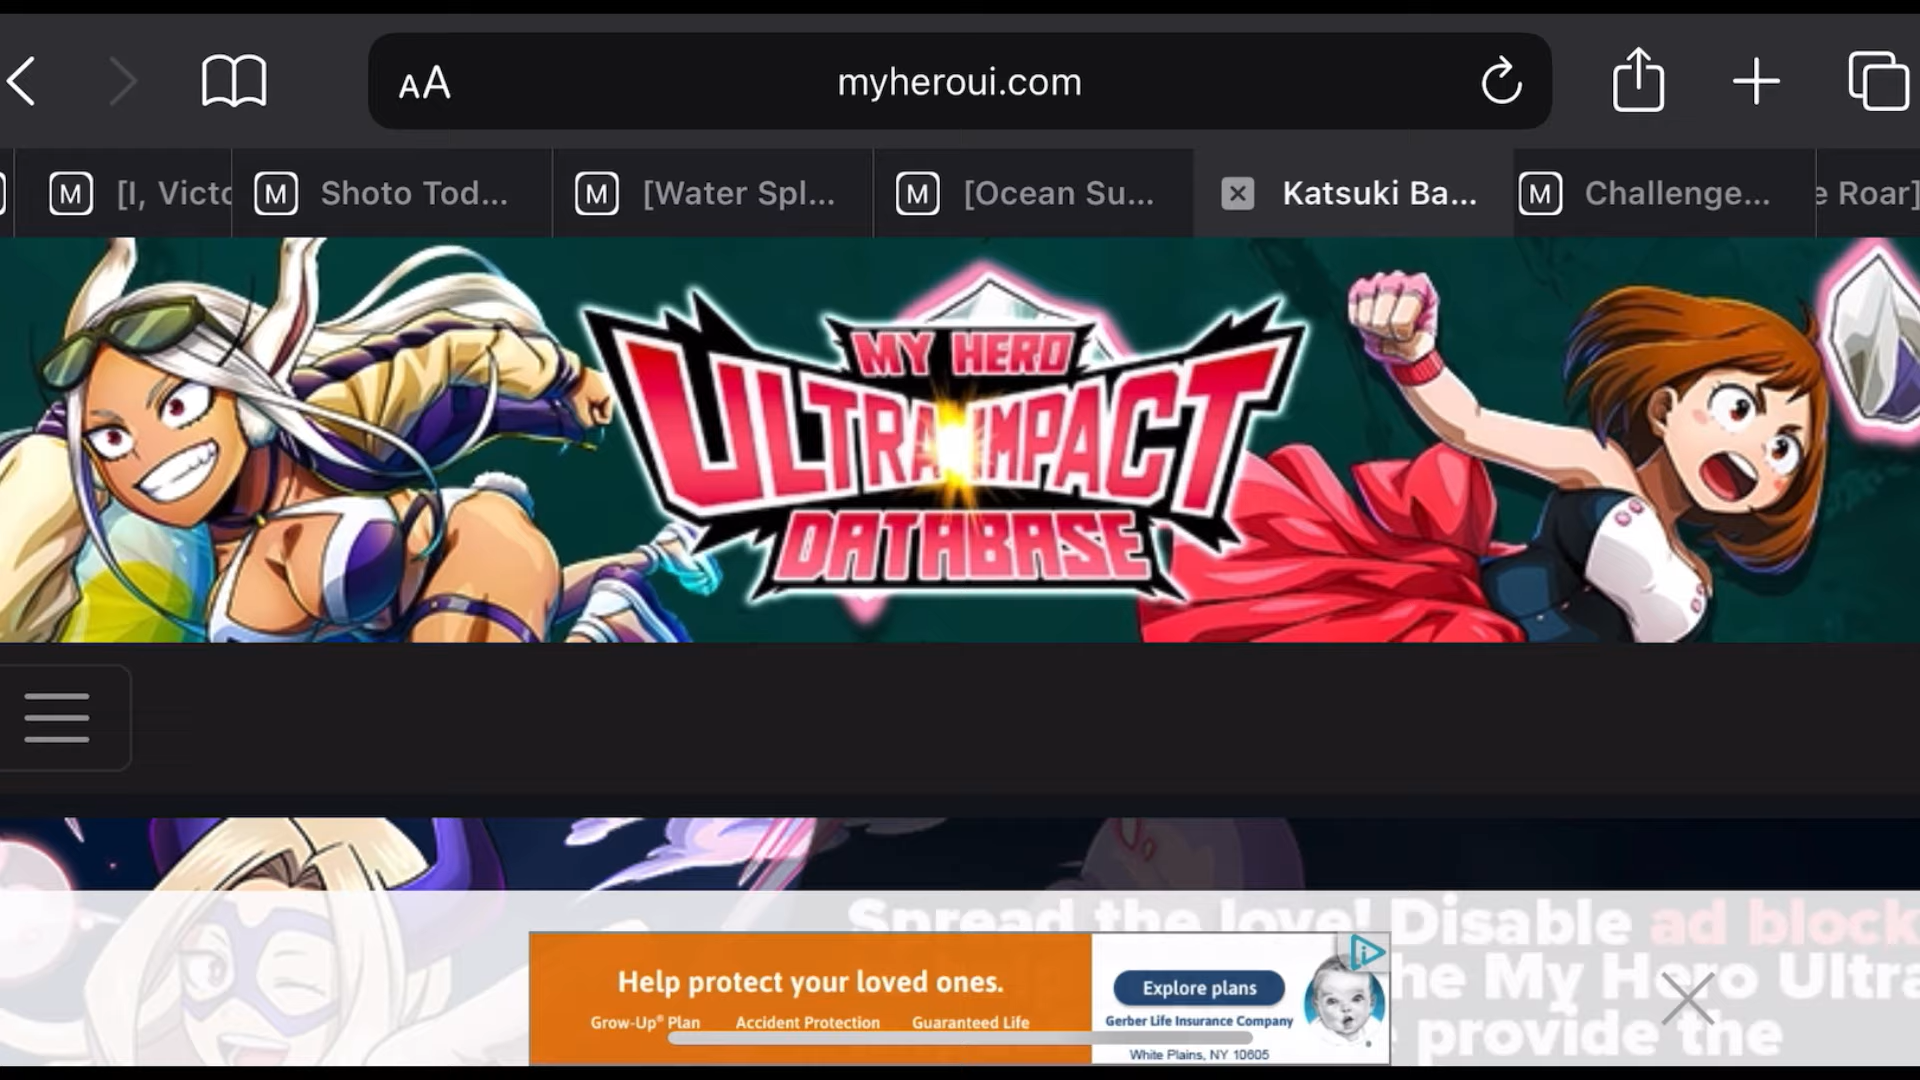 AA
myheroui.com
[I, Victo
Shoto Tod...
[Water Spl...
[Ocean Su...
Katsuki Ba...
Challenge...
e Roar]
MY HERO
ULTRA IMPACT
DATABASE
Spread the love! Disable ad block
he My Hero Ultra
provide the
Help protect your loved ones.
Grow-Up® Plan Accident Protection Guaranteed Life
Explore plans
Gerber Life Insurance Company
White Plains, NY 10605